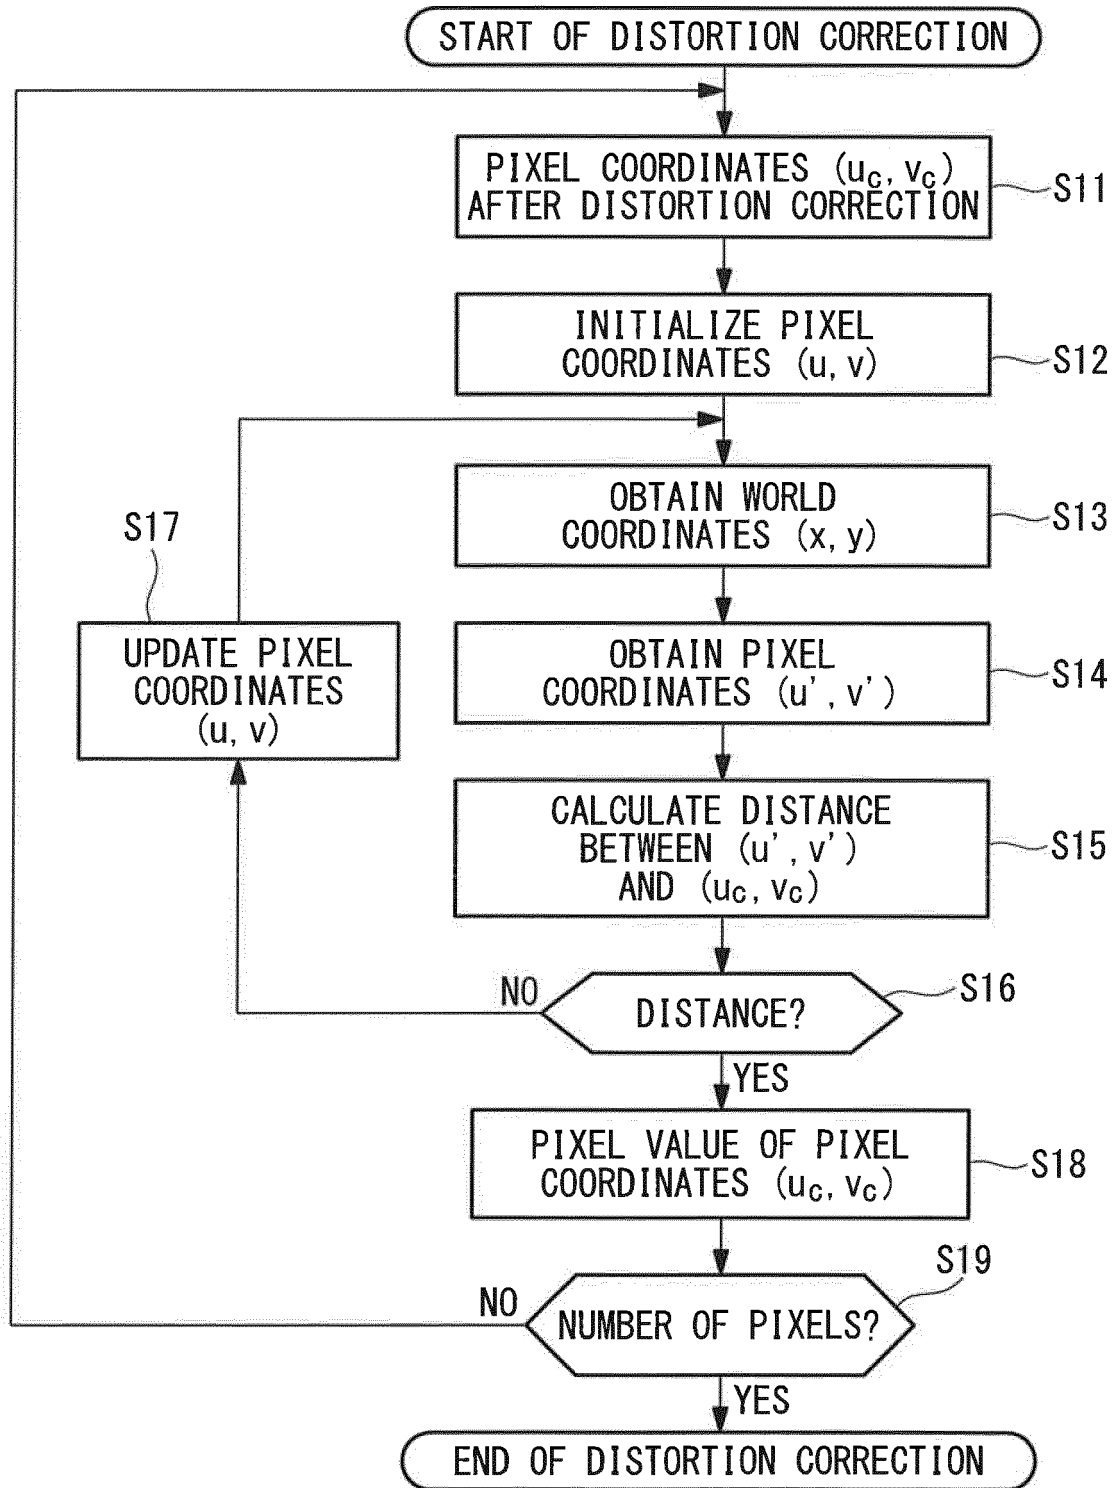 START OF DISTORTION CORRECTION
PIXEL COORDINATES (uc, vc)
AFTER DISTORTION CORRECTION
S11
INITIALIZE PIXEL
COORDINATES (u, v)
S12
OBTAIN WORLD
COORDINATES (x, y)
S13
S17
UPDATE PIXEL
COORDINATES
(u, v)
OBTAIN PIXEL
COORDINATES (u', v')
S14
CALCULATE DISTANCE
BETWEEN (u', v')
AND (uc, vc)
S15
NO
DISTANCE?
S16
YES
PIXEL VALUE OF PIXEL
COORDINATES (uc, vc)
S18
NO
NUMBER OF PIXELS?
S19
YES
END OF DISTORTION CORRECTION